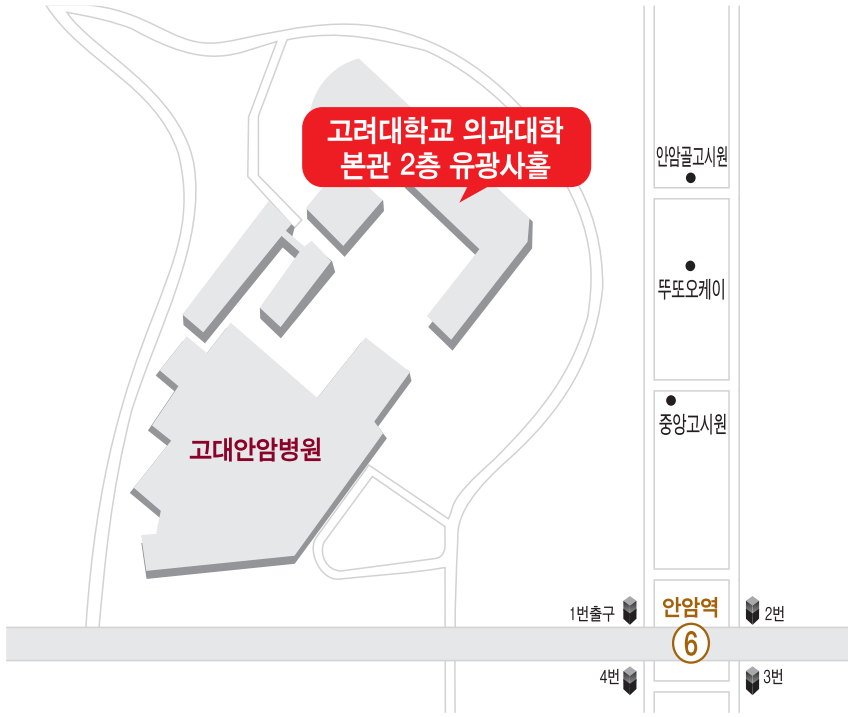 고려대학교 의과대학
본관 2층 유광사홀
안암골고시원
뚜또오케이
중앙고시원
고대안암병원
1번출구
안암역
2번
6
4번
3번